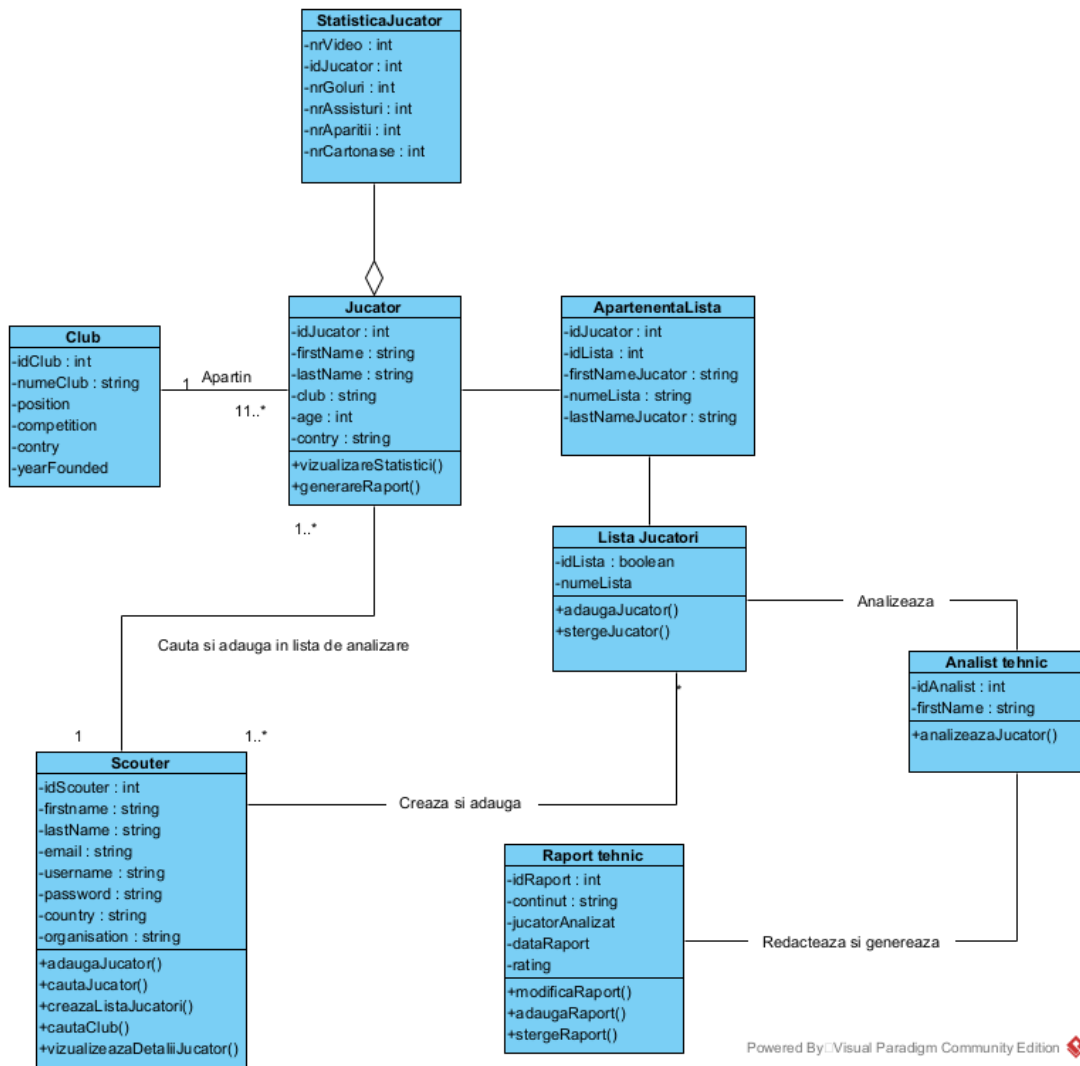 StatisticaJucator
-nrVideo : int
-idJucator : int
-nrGoluri : int
-nrAssisturi : int
-nrAparitii : int
-nrCartonase : int
Club
-idClub : int
-numeClub : string
-position
-competition
-contry
-yearFounded
1
Apartin
11..*
Jucator
-idJucator : int
-firstName : string
-lastName : string
-club : string
-age : int
-contry : string
+vizualizareStatistici()
+generareRaport()
ApartenentaLista
-idJucator : int
-idLista : int
-firstNameJucator : string
-numeLista : string
-lastNameJucator : string
1..*
Lista Jucatori
-idLista : boolean
-numeLista
+adaugaJucator()
+stergeJucator()
Analizeaza
Cauta si adauga in lista de analizare
*
Analist tehnic
-idAnalist : int
-firstName : string
+analizeazaJucator()
1
1..*
Scouter
-idScouter : int
-firstname : string
-lastName : string
-email : string
-username : string
-password : string
-country : string
-organisation : string
+adaugaJucator()
+cautaJucator()
+creazaListaJucatori()
+cautaClub()
+vizualizeazaDetaliiJucator()
Creaza si adauga
Raport tehnic
-idRaport : int
-continut : string
-jucatorAnalizat
-dataRaport
-rating
+modificaRaport()
+adaugaRaport()
+stergeRaport()
Redacteaza si genereaza
Powered By Visual Paradigm Community Edition